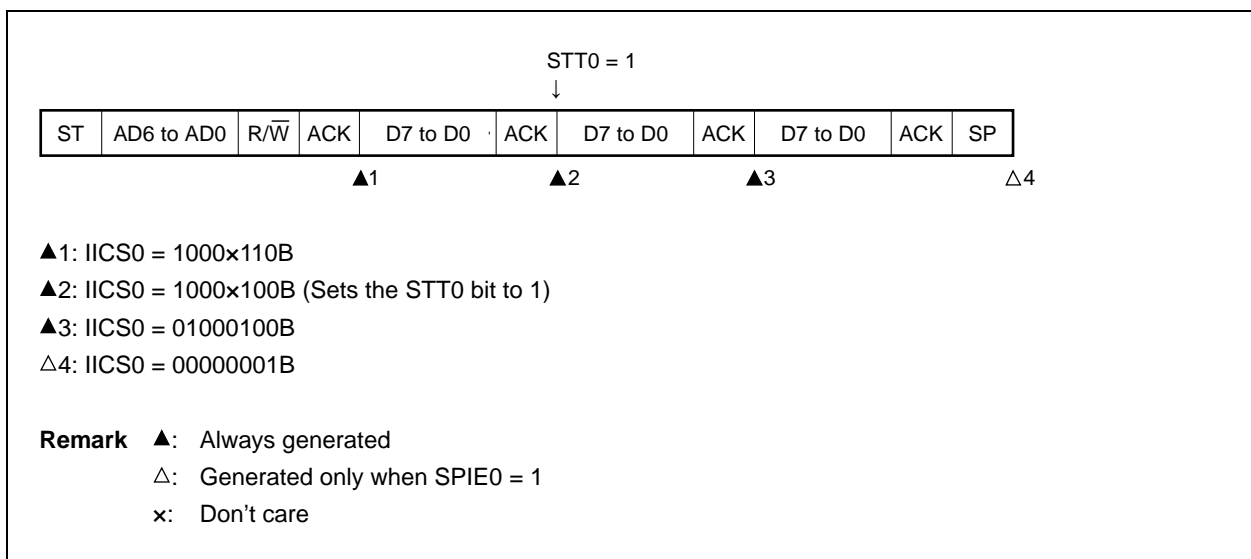 STT0 = 1
↓
ST AD6 to AD0 R/W̅ ACK D7 to D0 ACK D7 to D0 ACK D7 to D0 ACK SP
▲1 ▲2 ▲3 △4
▲1: IICS0 = 1000×110B
▲2: IICS0 = 1000×100B (Sets the STT0 bit to 1)
▲3: IICS0 = 01000100B
△4: IICS0 = 00000001B
Remark ▲: Always generated
△: Generated only when SPIE0 = 1
×: Don't care